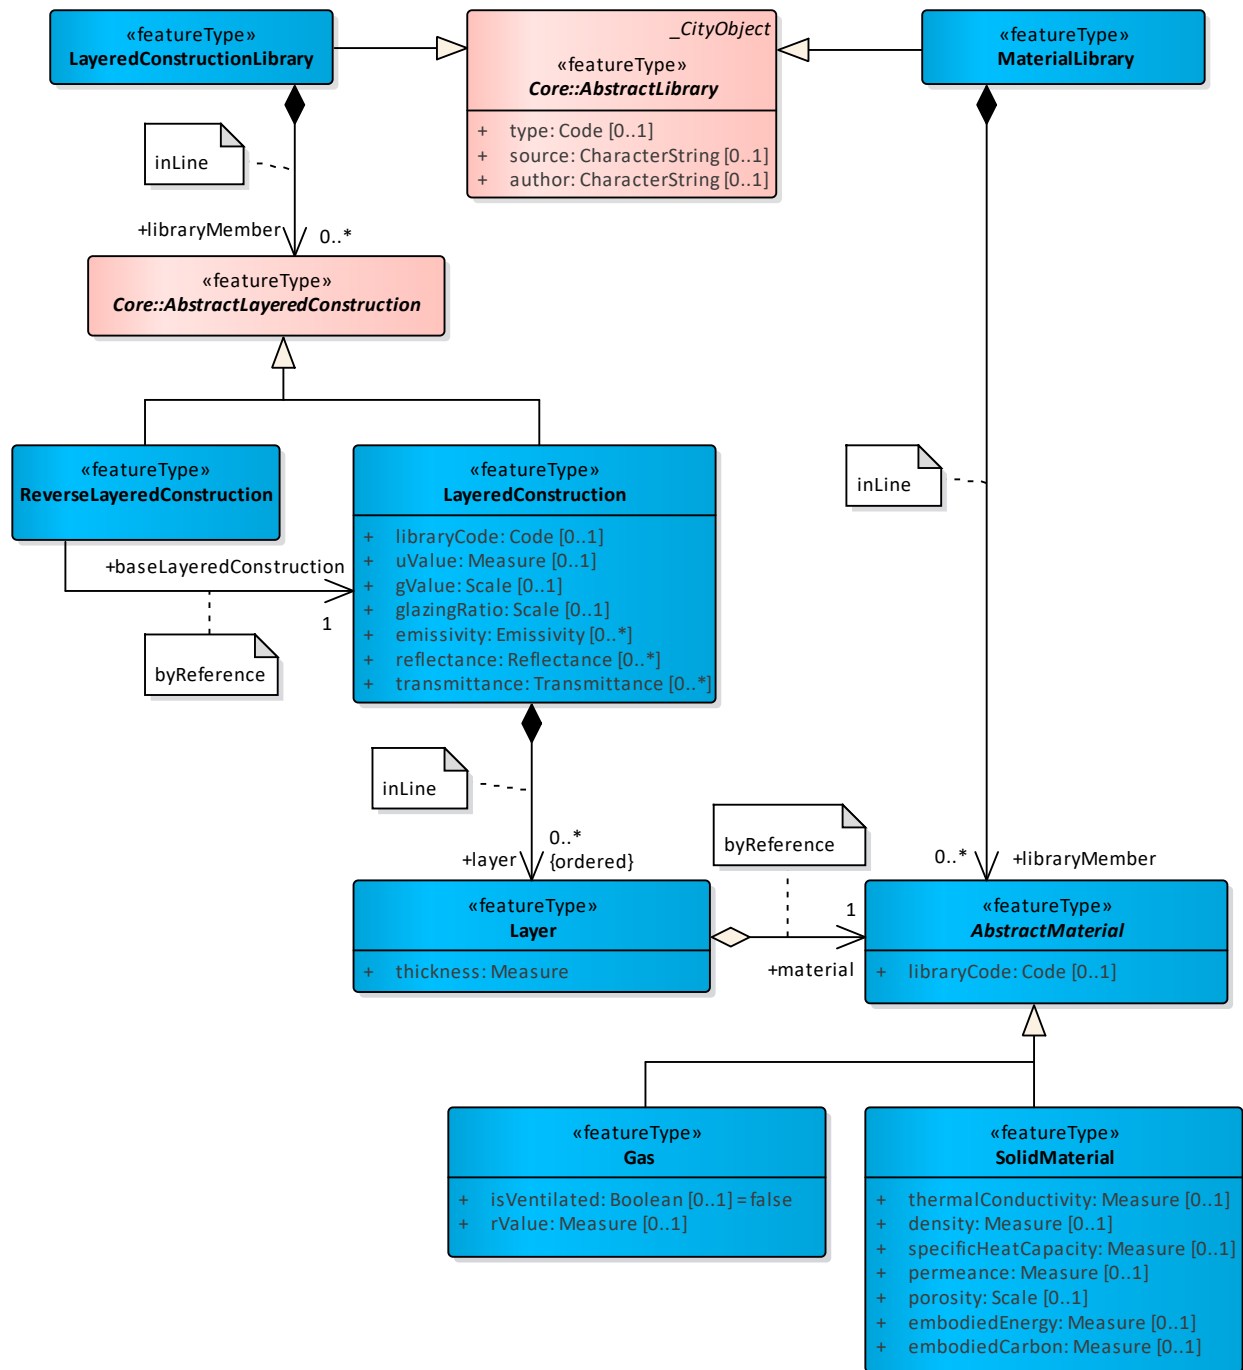 «featureType»
LayeredConstructionLibrary
_CityObject
«featureType»
Core::AbstractLibrary
+ type: Code [0..1]
+ source: CharacterString [0..1]
+ author: CharacterString [0..1]
«featureType»
MaterialLibrary
inLine
+libraryMember
0..*
«featureType»
Core::AbstractLayeredConstruction
«featureType»
ReverseLayeredConstruction
«featureType»
LayeredConstruction
+ libraryCode: Code [0..1]
+ uValue: Measure [0..1]
+ gValue: Scale [0..1]
+ glazingRatio: Scale [0..1]
+ emissivity: Emissivity [0..*]
+ reflectance: Reflectance [0..*]
+ transmittance: Transmittance [0..*]
inLine
+baseLayeredConstruction
1
byReference
inLine
0..*
{ordered}
+layer
byReference
0..*
+libraryMember
«featureType»
Layer
+ thickness: Measure
1
+material
«featureType»
AbstractMaterial
+ libraryCode: Code [0..1]
«featureType»
Gas
+ isVentilated: Boolean [0..1] = false
+ rValue: Measure [0..1]
«featureType»
SolidMaterial
+ thermalConductivity: Measure [0..1]
+ density: Measure [0..1]
+ specificHeatCapacity: Measure [0..1]
+ permeance: Measure [0..1]
+ porosity: Scale [0..1]
+ embodiedEnergy: Measure [0..1]
+ embodiedCarbon: Measure [0..1]